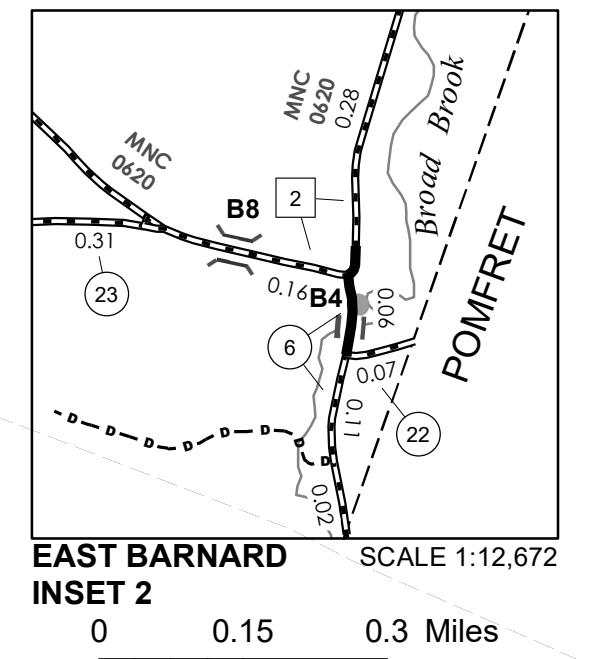 MNC
0620
0.28
Broad Brook
MNC
0620
B8
2
0.31
23
0.16
B4
0.06
POMFRET
6
0.07
0.11
22
D D D D D D D D
0.02
EAST BARNARD
INSET 2
SCALE 1:12,672
0 0.15 0.3 Miles